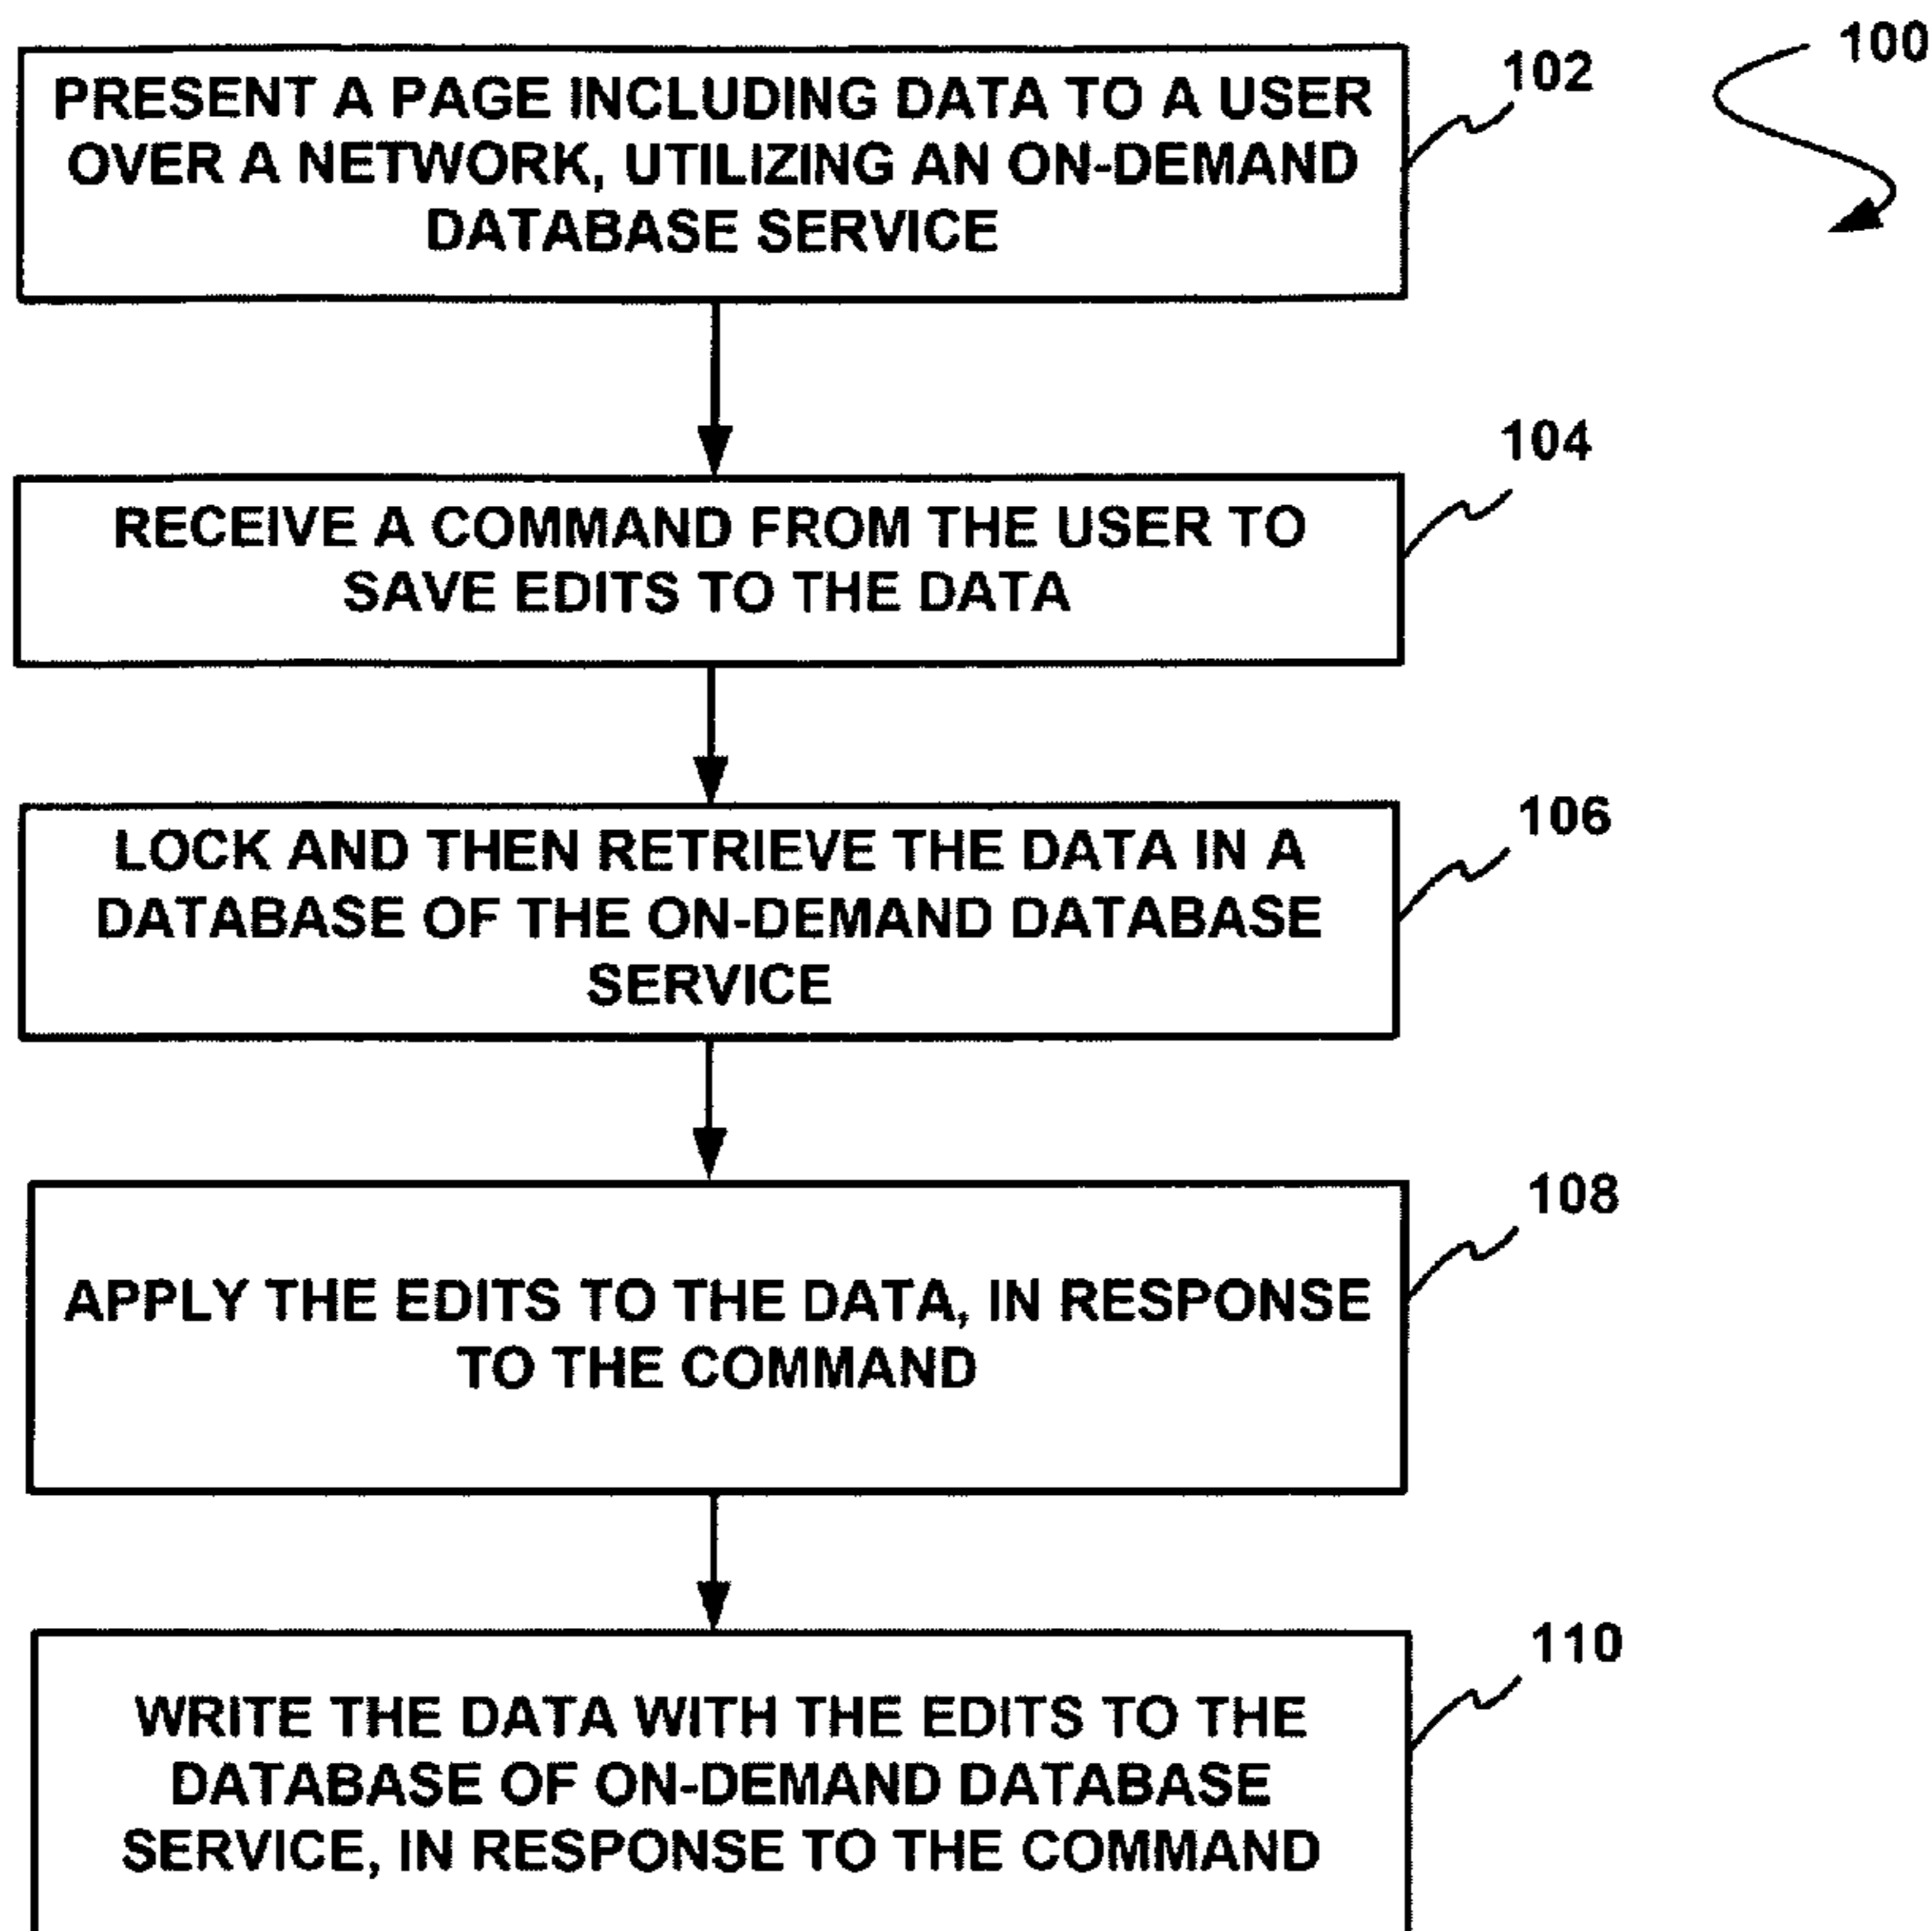 100
102
PRESENT A PAGE INCLUDING DATA TO A USER
OVER A NETWORK, UTILIZING AN ON-DEMAND
DATABASE SERVICE
104
RECEIVE A COMMAND FROM THE USER TO
SAVE EDITS TO THE DATA
106
LOCK AND THEN RETRIEVE THE DATA IN A
DATABASE OF THE ON-DEMAND DATABASE
SERVICE
108
APPLY THE EDITS TO THE DATA, IN RESPONSE
TO THE COMMAND
110
WRITE THE DATA WITH THE EDITS TO THE
DATABASE OF ON-DEMAND DATABASE
SERVICE, IN RESPONSE TO THE COMMAND